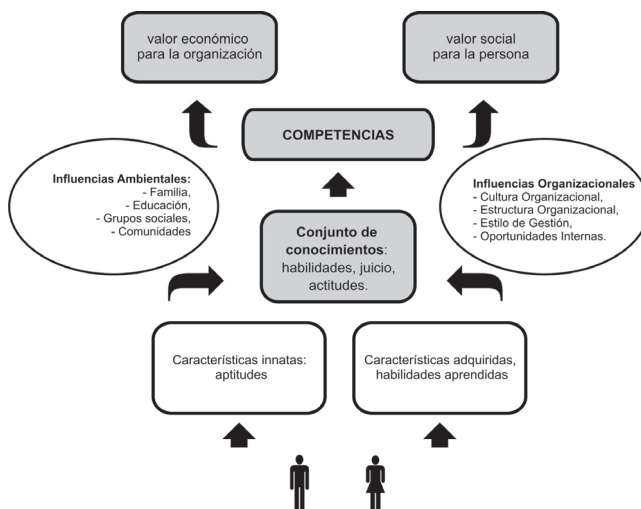 valor económico
para la organización
valor social
para la persona
COMPETENCIAS
Influencias Ambientales:
- Familia,
- Educación,
- Grupos sociales,
- Comunidades
Influencias Organizacionales
- Cultura Organizacional,
- Estructura Organizacional,
- Estilo de Gestión,
- Oportunidades Internas.
Conjunto de
conocimientos:
habilidades, juicio,
actitudes.
Características innatas:
aptitudes
Características adquiridas,
habilidades aprendidas